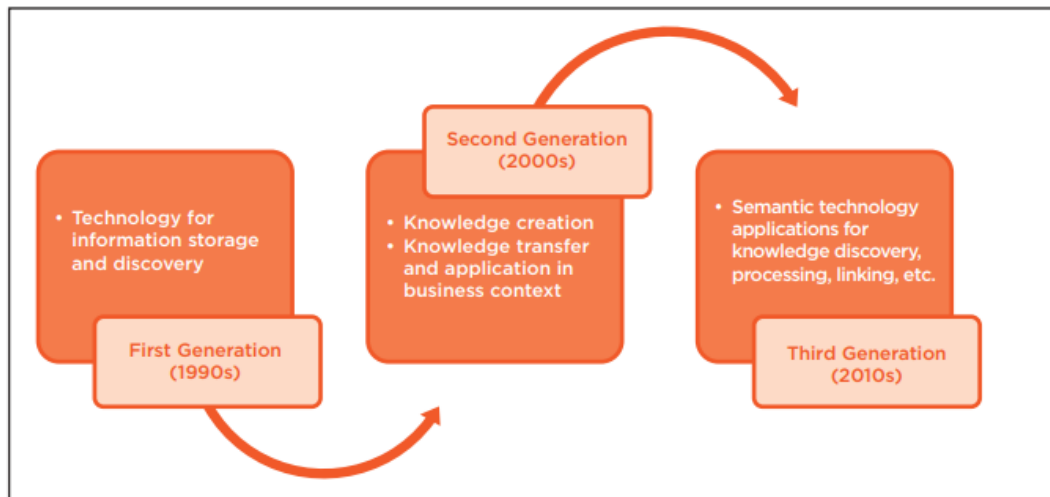 • Technology for
information storage
and discovery
First Generation
(1990s)
Second Generation
(2000s)
• Knowledge creation
• Knowledge transfer
and application in
business context
• Semantic technology
applications for
knowledge discovery,
processing, linking, etc.
Third Generation
(2010s)